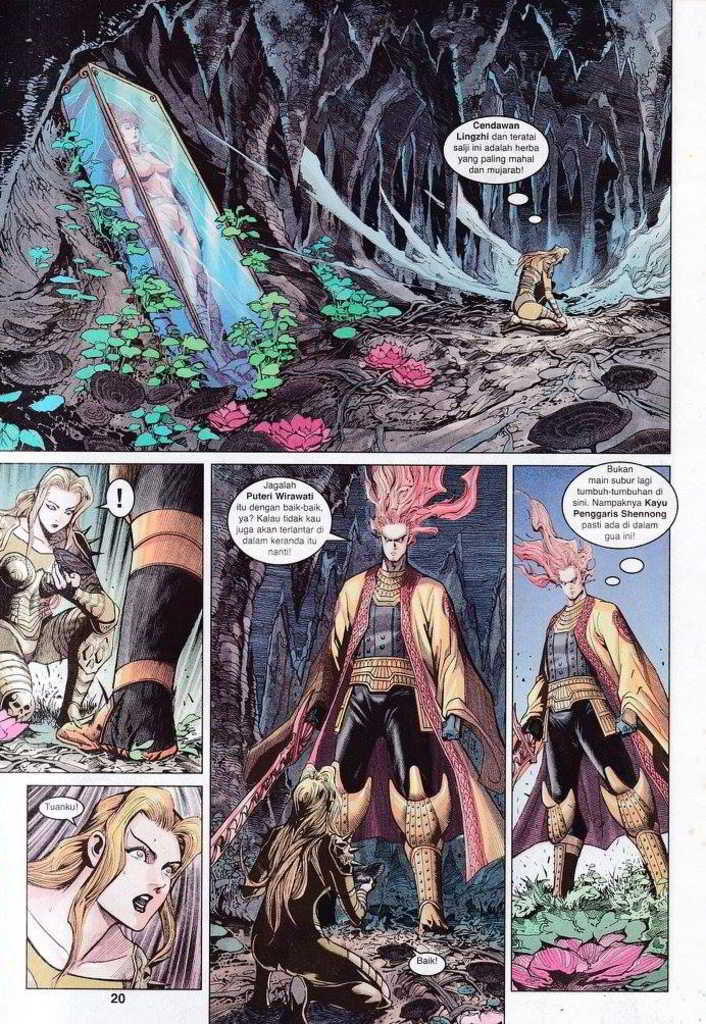 Cendawan
Lingzhi dan teratai
salji ini adalah herba
yang paling mahal
dan mujarab!
!
Tuanku!
Jagalah
Puteri Wirawati
itu dengan baik-baik,
ya? Kalau tidak kau
juga akan terlantar di
dalam keranda itu
nanti!
Baik!
Bukan
main subur lagi
tumbuh-tumbuhan di
sini. Nampaknya Kayu
Penggaris Shennong
pasti ada di dalam
gua ini!
20